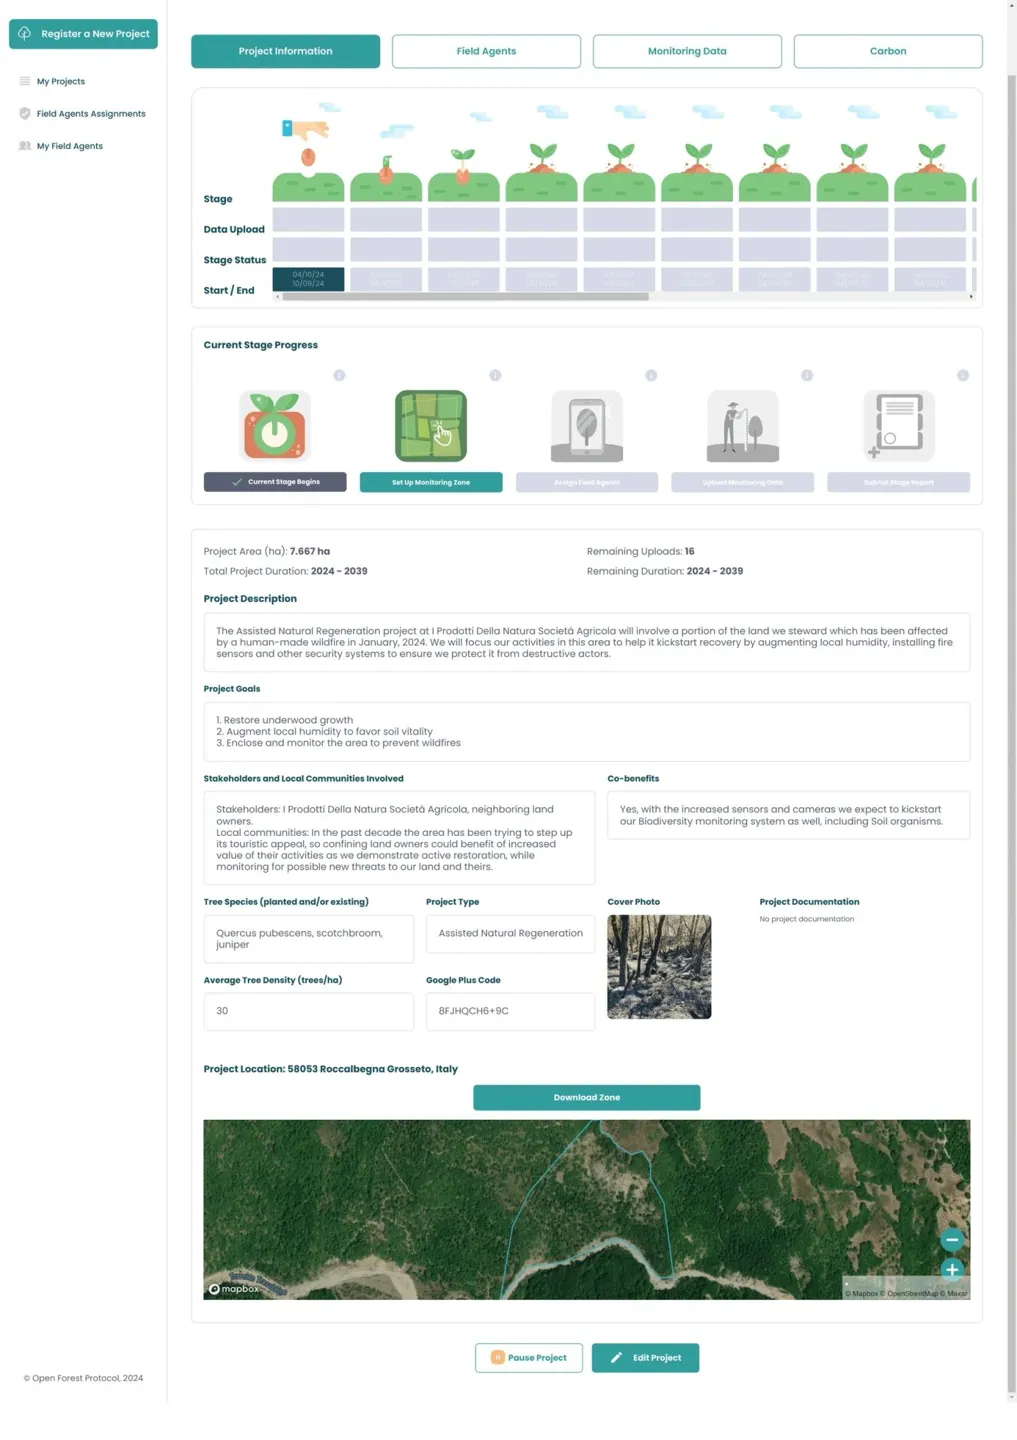 Register a New Project
My Projects
Field Agents Assignments
My Field Agents
Project Information
Field Agents
Monitoring Data
Carbon
Stage
Data Upload
Stage Status
Start / End
04/10/24
10/09/24
Current Stage Progress
Current Stage Begins
Set Up Monitoring Zone
Assign Field Agents
Upload Monitoring Data
Submit Stage Report
Project Area (ha): 7.667 ha
Remaining Uploads: 16
Total Project Duration: 2024 - 2039
Remaining Duration: 2024 - 2039
Project Description
The Assisted Natural Regeneration project at I Prodotti Della Natura Societá Agricola will involve a portion of the land we steward which has been affected
by a human-made wildfire in January, 2024. We will focus our activities in this area to help it kickstart recovery by augmenting local humidity, installing fire
sensors and other security systems to ensure we protect it from destructive actors.
Project Goals
1. Restore underwood growth
2. Augment local humidity to favor soil vitality
3. Enclose and monitor the area to prevent wildfires
Stakeholders and Local Communities Involved
Stakeholders: I Prodotti Della Natura Societá Agricola, neighboring land
owners.
Local communities: In the past decade the area has been trying to step up
its touristic appeal, so confining land owners could benefit of increased
value of their activities as we demonstrate active restoration, while
monitoring for possible new threats to our land and theirs.
Co-benefits
Yes, with the increased sensors and cameras we expect to kickstart
our Biodiversity monitoring system as well, including Soil organisms.
Tree Species (planted and/or existing)
Quercus pubescens, scotchbroom,
juniper
Project Type
Assisted Natural Regeneration
Cover Photo
Project Documentation
No project documentation
Average Tree Density (trees/ha)
30
Google Plus Code
8FJHQCH6+9C
Project Location: 58053 Roccalbegna Grosseto, Italy
Download Zone
mapbox
© Mapbox © OpenStreetMap © Maxar
Pause Project
Edit Project
© Open Forest Protocol, 2024